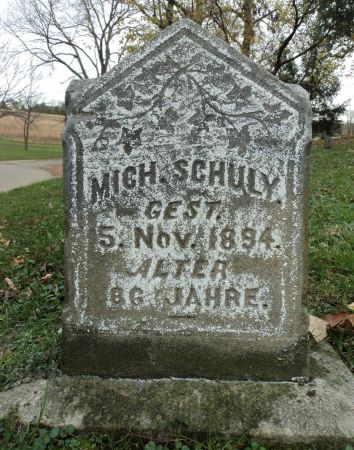 MICH. SCHULY.
GEST.
5. NOV. 1894.
ALTER
86 JAHRE.